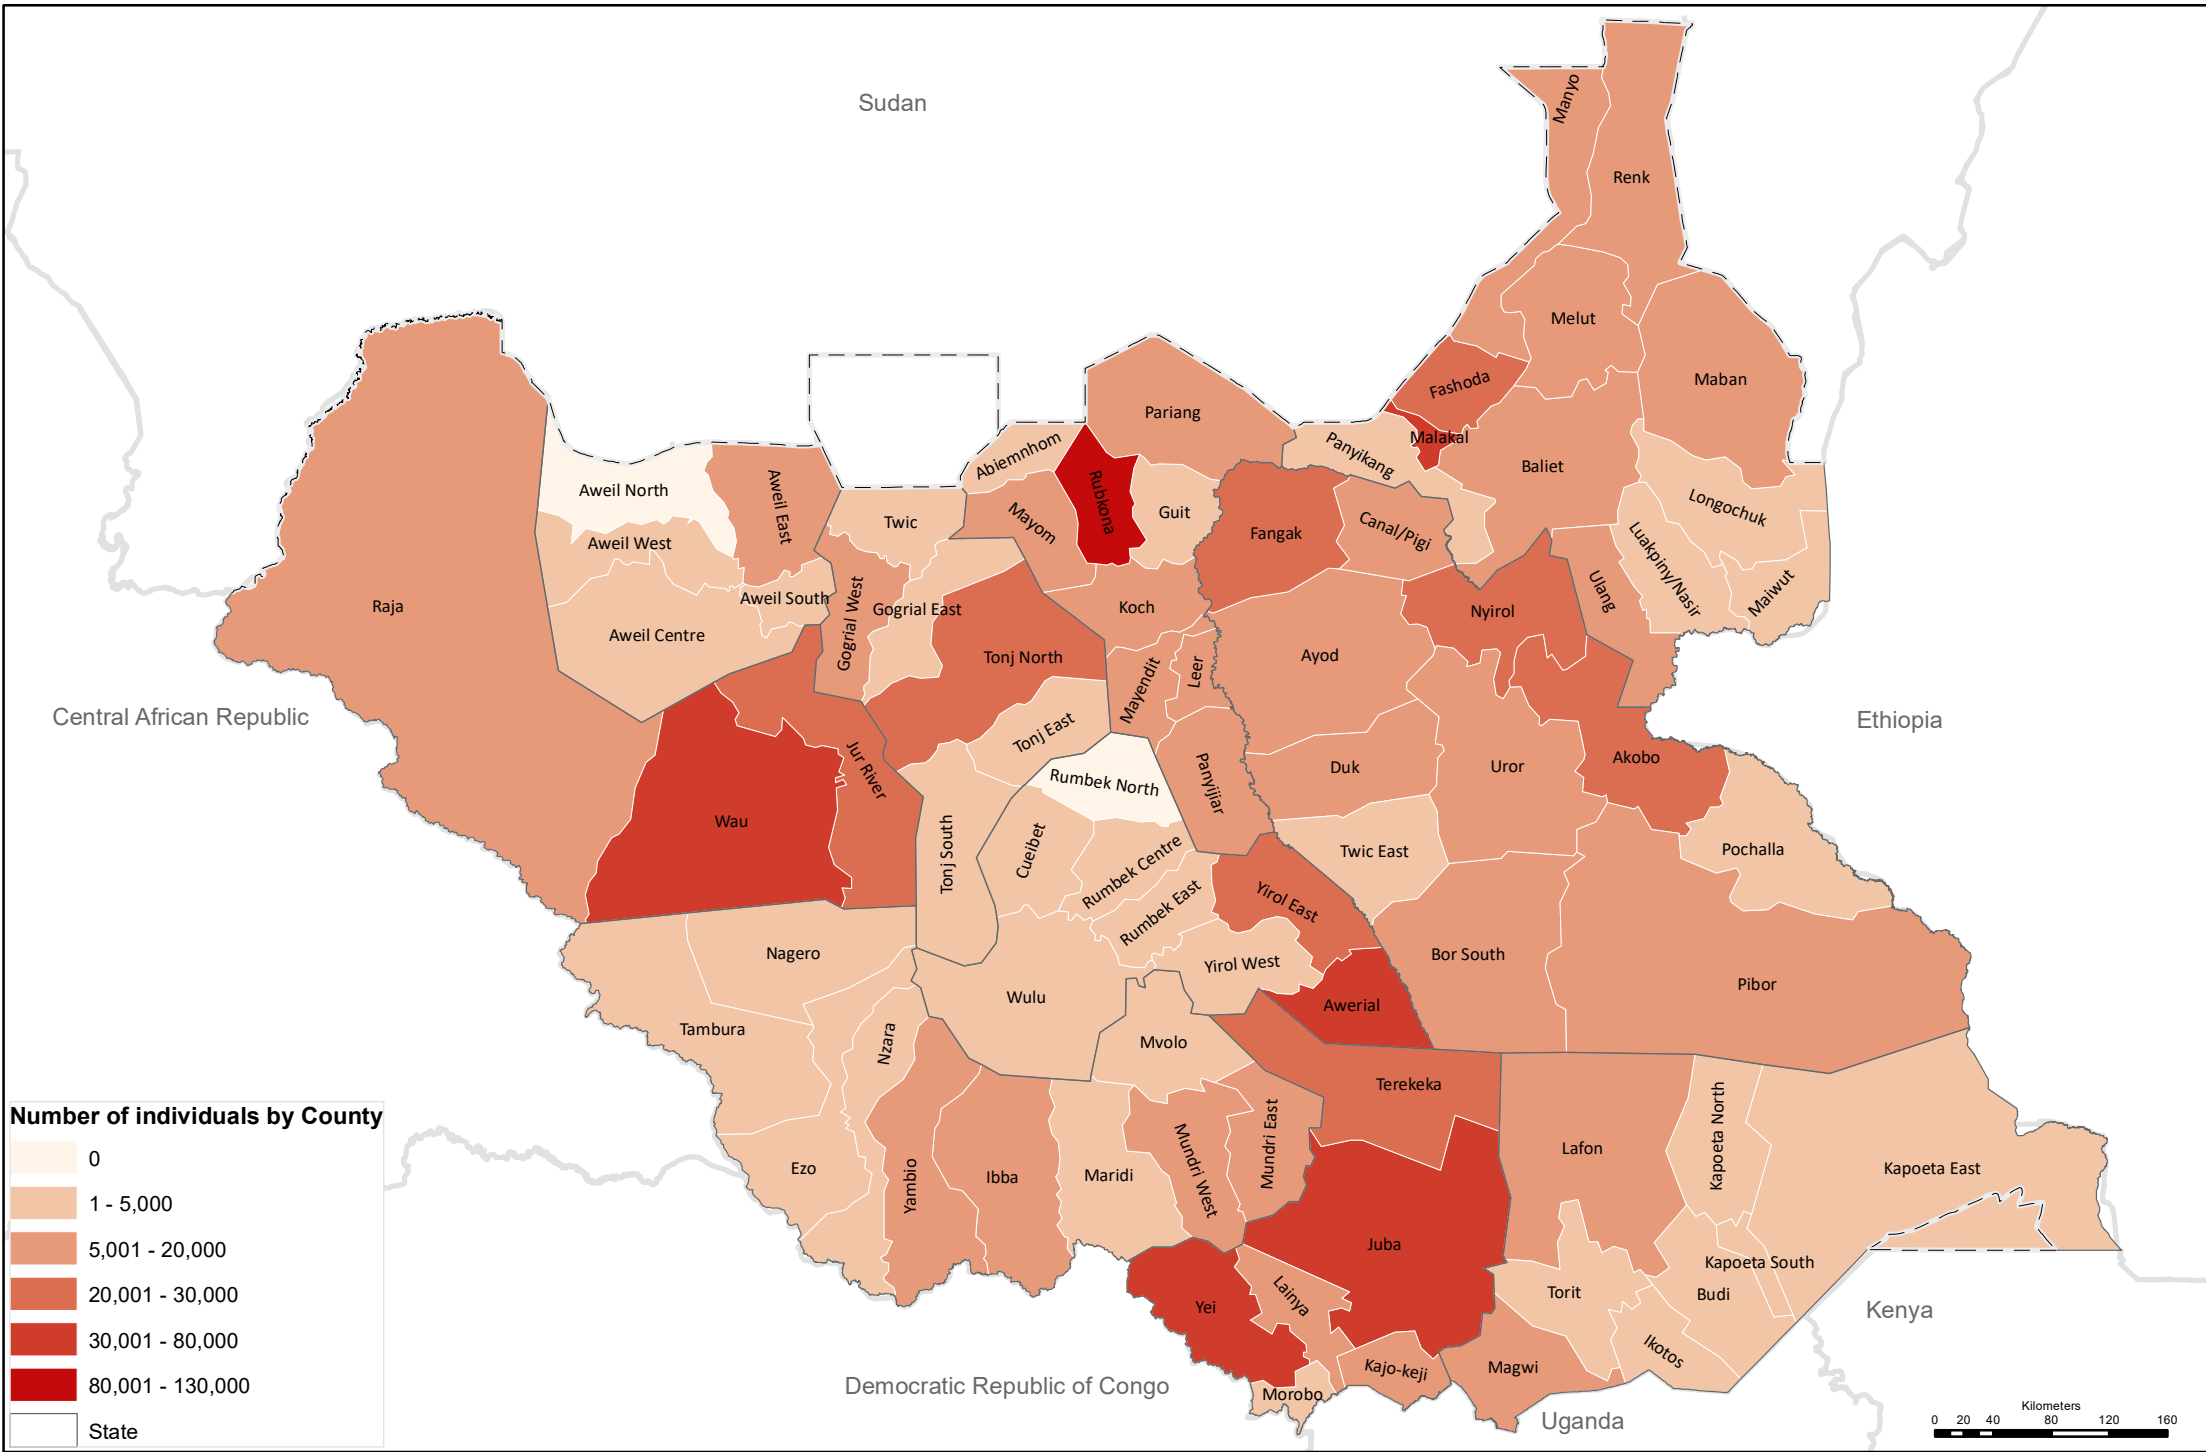 Sudan
Manyo
Renk
Melut
Maban
Fashoda
Malakal
Pariang
Abiemnhom
Panyikang
Baliet
Longochuk
Luakpiny/Nasir
Maiwut
Aweil North
Aweil East
Aweil West
Twic
Mayom
Rubkona
Guit
Fangak
Canal/Pigi
Ulang
Raja
Aweil South
Aweil Centre
Gogrial West
Gogrial East
Koch
Nyirol
Tonj North
Mayendit
Leer
Ayod
Central African Republic
Ethiopia
Tonj East
Jur River
Rumbek North
Panyijiar
Duk
Uror
Akobo
Wau
Tonj South
Cueibet
Rumbek Centre
Rumbek East
Twic East
Pochalla
Yirol East
Nagero
Yirol West
Bor South
Pibor
Wulu
Awerial
Tambura
Nzara
Mvolo
Terekeka
Ezo
Yambio
Ibba
Maridi
Mundri West
Mundri East
Lafon
Kapoeta North
Kapoeta East
Juba
Kapoeta South
Budi
Torit
Yei
Lainya
Ikotos
Kenya
Magwi
Kajo-keji
Morobo
Democratic Republic of Congo
Uganda
Number of individuals by County
0
1 - 5,000
5,001 - 20,000
20,001 - 30,000
30,001 - 80,000
80,001 - 130,000
State
Kilometers
0 20 40 80 120 160